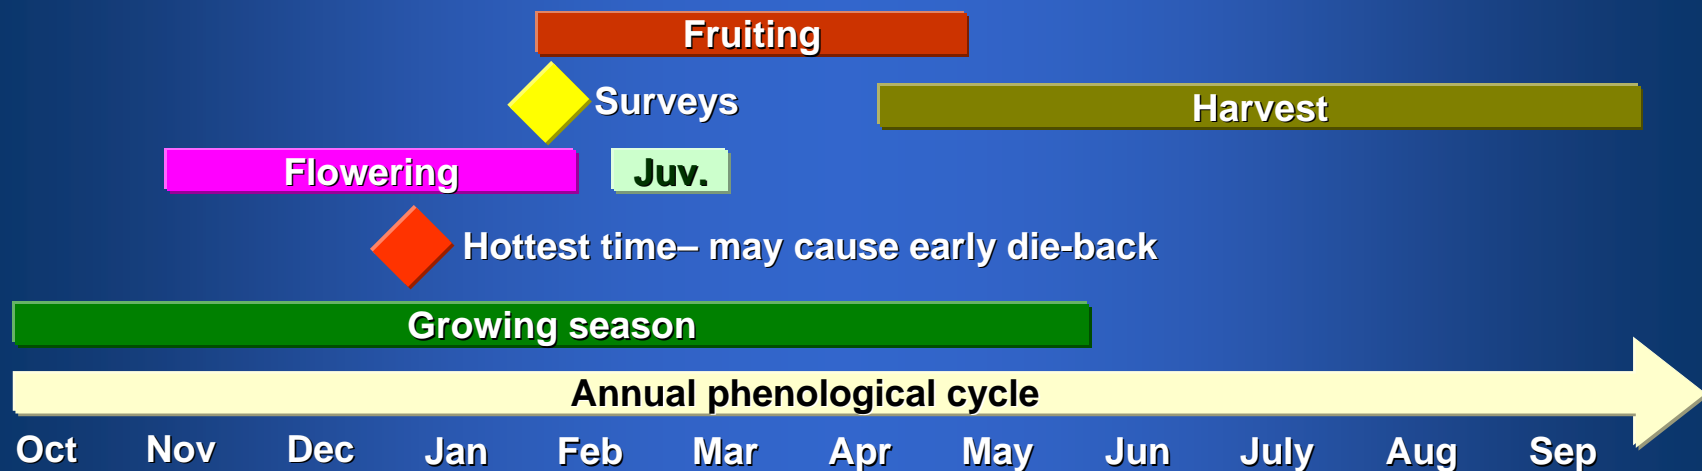 Fruiting
Surveys
Harvest
Flowering
Juv.
Hottest time– may cause early die-back
Growing season
Annual phenological cycle
Oct Nov Dec Jan Feb Mar Apr May Jun July Aug Sep